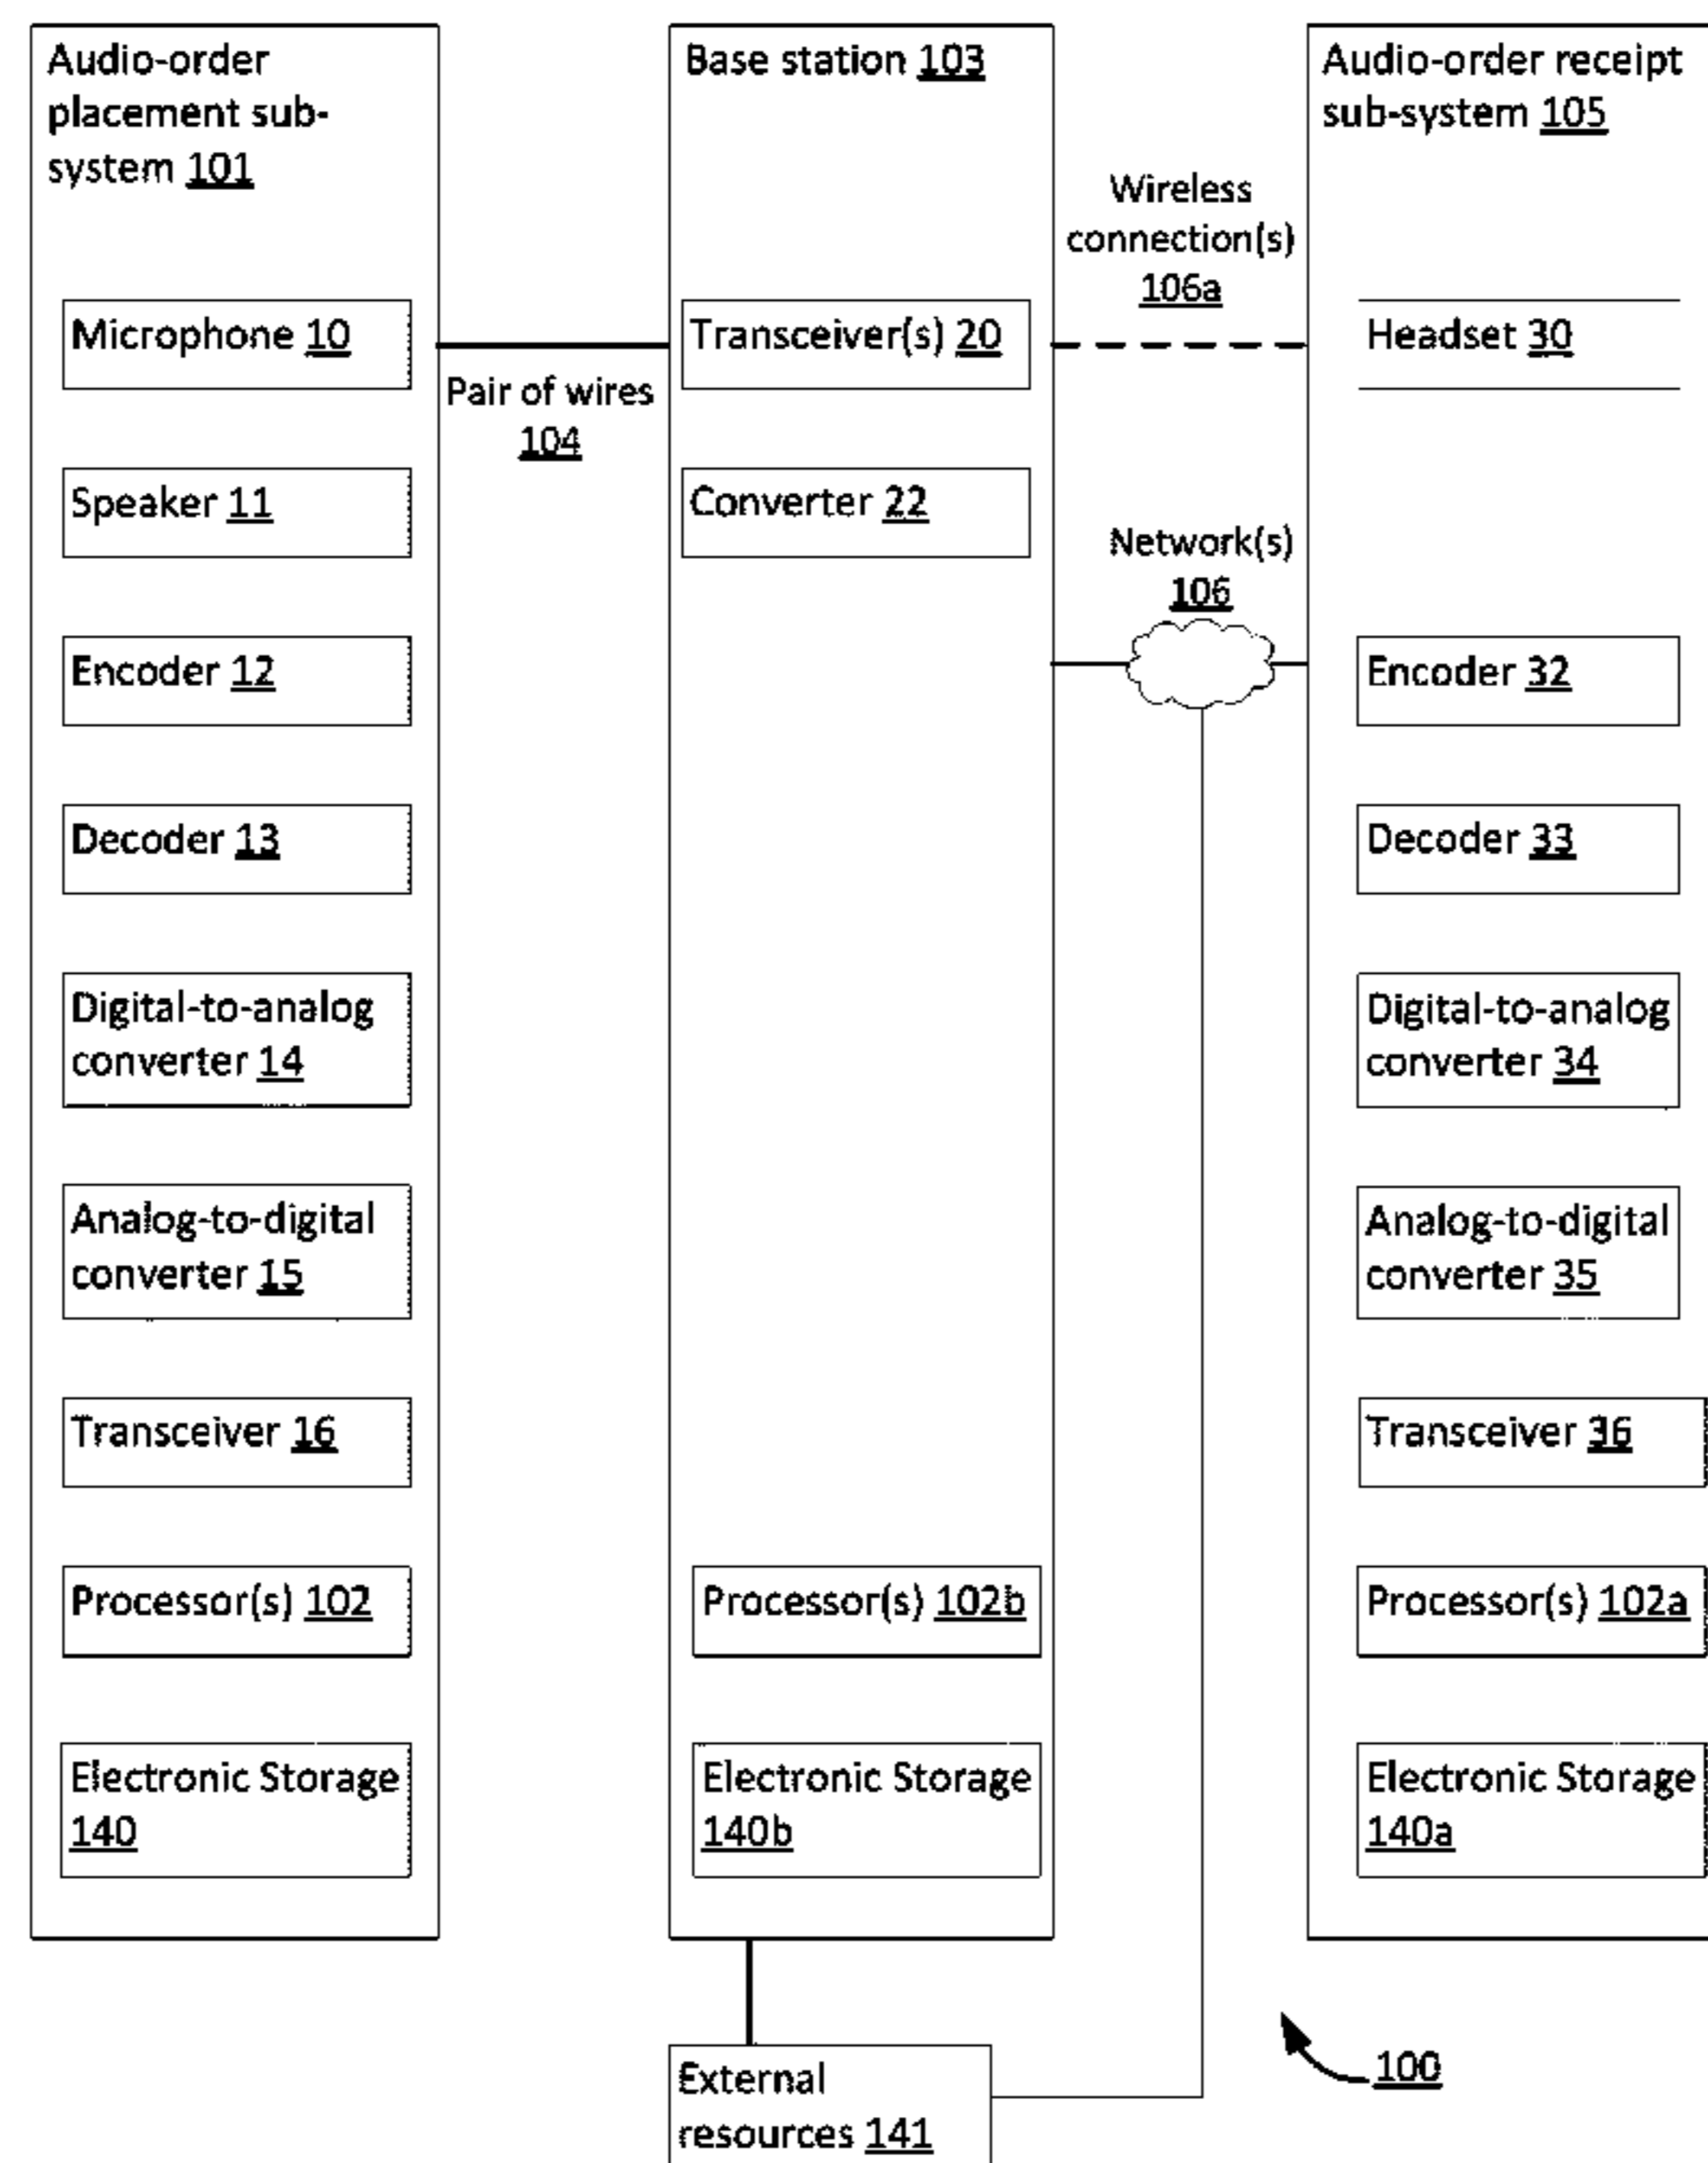 Audio-order
placement sub-
system 101
Microphone 10
Speaker 11
Encoder 12
Decoder 13
Digital-to-analog
converter 14
Analog-to-digital
converter 15
Transceiver 16
Processor(s) 102
Electronic Storage
140
Pair of wires
104
Base station 103
Transceiver(s) 20
Converter 22
Processor(s) 102b
Electronic Storage
140b
Wireless
connection(s)
106a
Network(s)
106
Audio-order receipt
sub-system 105
Headset 30
Encoder 32
Decoder 33
Digital-to-analog
converter 34
Analog-to-digital
converter 35
Transceiver 36
Processor(s) 102a
Electronic Storage
140a
External
resources 141
100